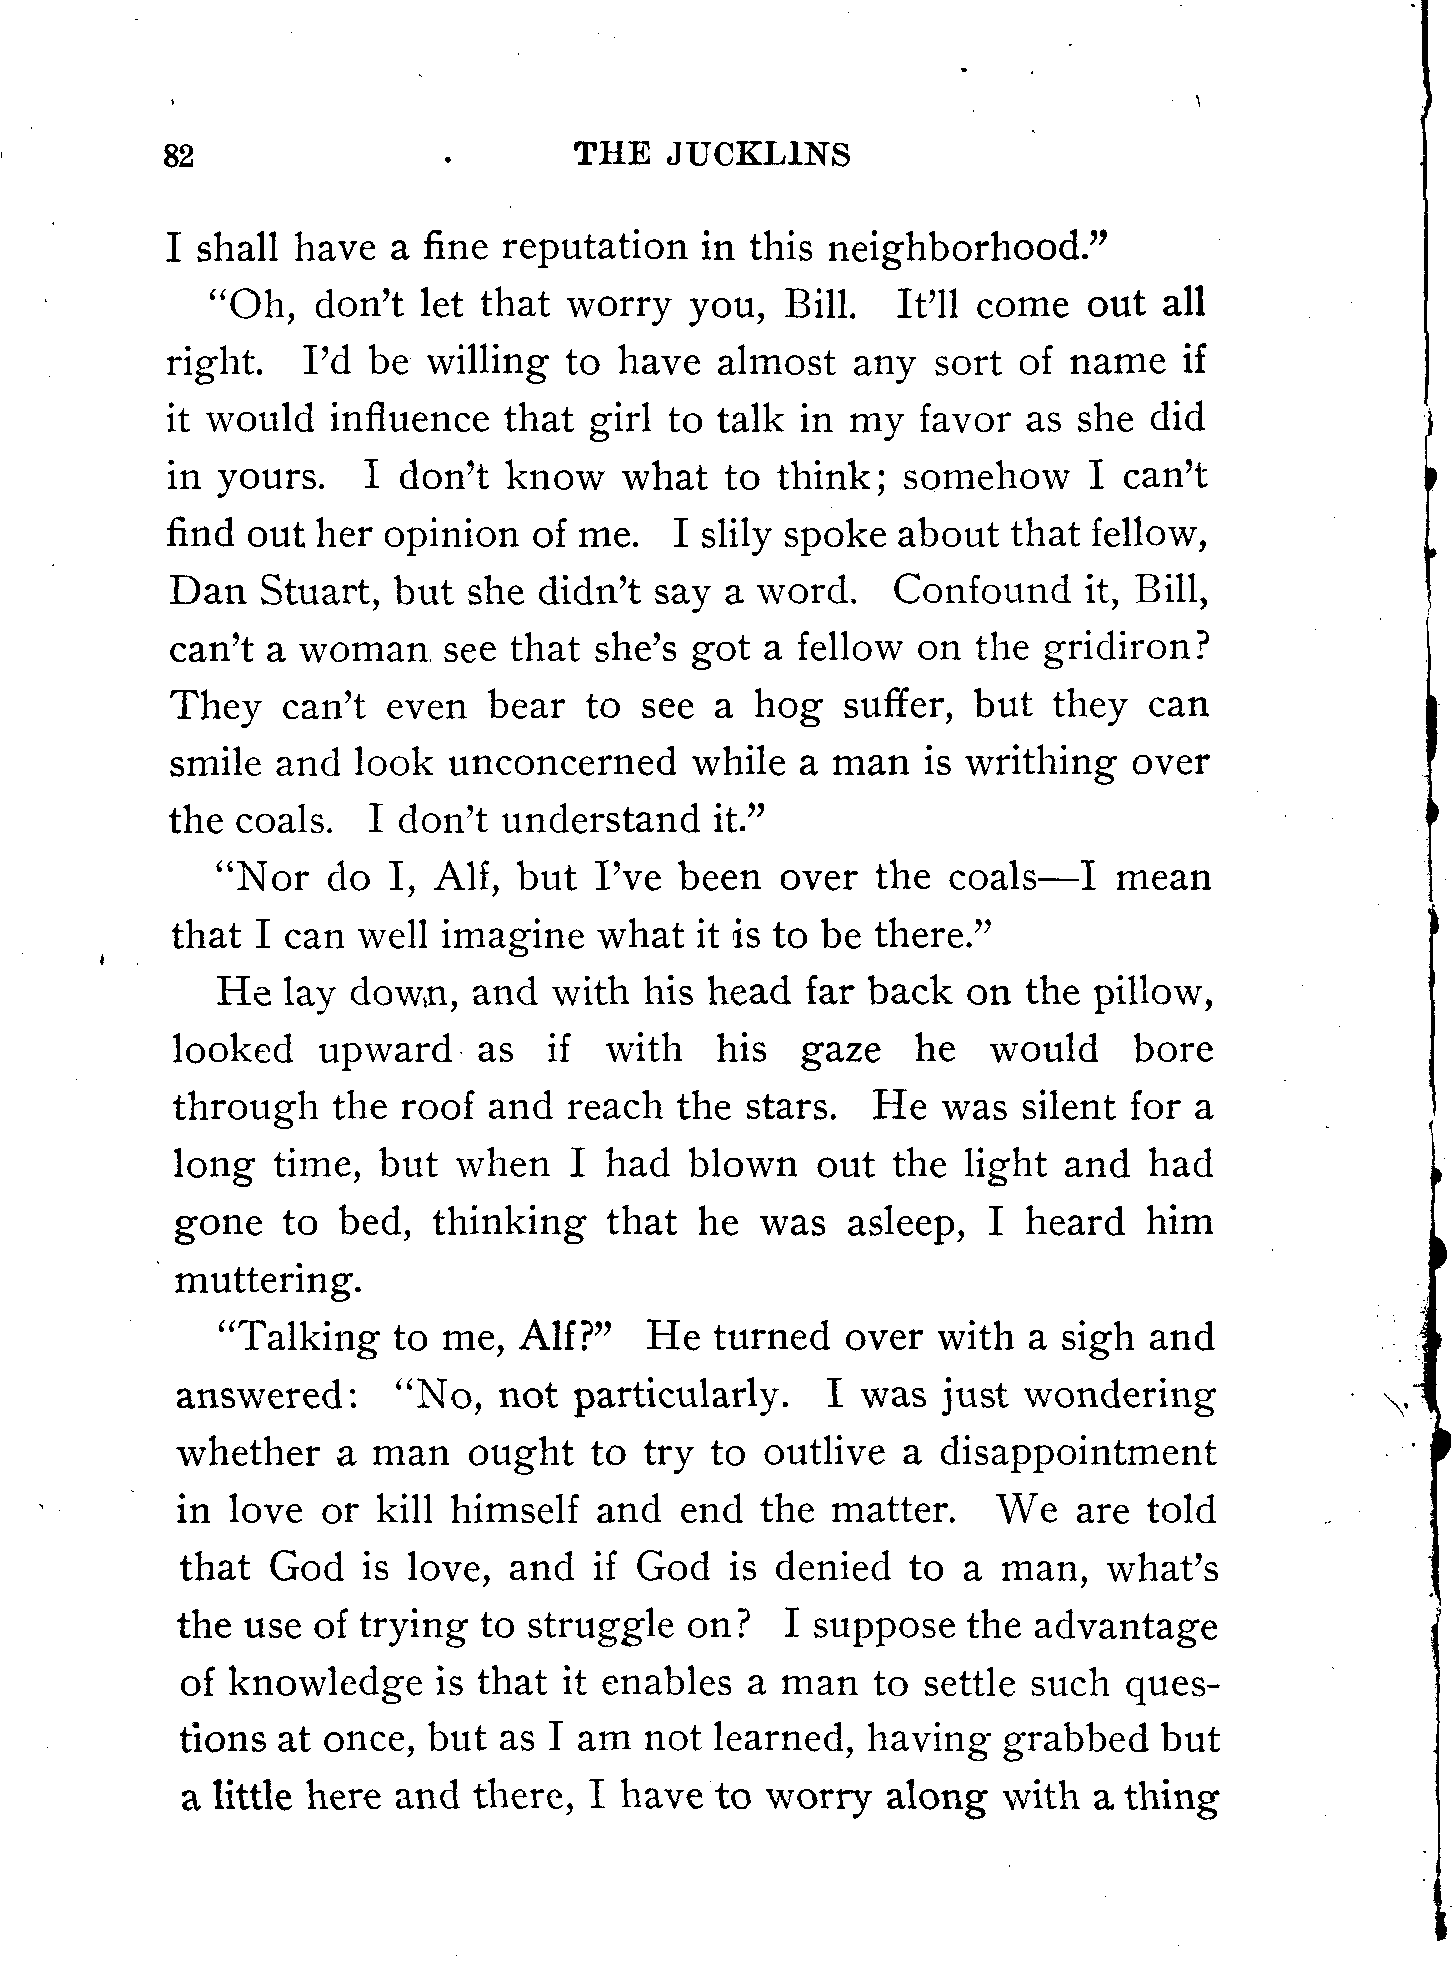 82 THE JUCKLINS
I shall have a fine reputation in this neighborhood.”
“Oh, don’t let that worry you, Bill. It’ll come out all
right. I’d be willing to have almost any sort of name if
it would influence that girl to talk in my favor as she did
in yours. I don’t know what to think; somehow I can’t
find out her opinion of me. I slily spoke about that fellow,
Dan Stuart, but she didn’t say a word. Confound it, Bill,
can’t a woman see that she’s got a fellow on the gridiron?
They can’t even bear to see a hog suffer, but they can
smile and look unconcerned while a man is writhing over
the coals. I don’t understand it.”
“Nor do I, Alf, but I’ve been over the coals—I mean
that I can well imagine what it is to be there.”
He lay down, and with his head far back on the pillow,
looked upward as if with his gaze he would bore
through the roof and reach the stars. He was silent for a
long time, but when I had blown out the light and had
gone to bed, thinking that he was asleep, I heard him
muttering.
“Talking to me, Alf?” He turned over with a sigh and
answered: “No, not particularly. I was just wondering
whether a man ought to try to outlive a disappointment
in love or kill himself and end the matter. We are told
that God is love, and if God is denied to a man, what’s
the use of trying to struggle on? I suppose the advantage
of knowledge is that it enables a man to settle such ques-
tions at once, but as I am not learned, having grabbed but
a little here and there, I have to worry along with a thing